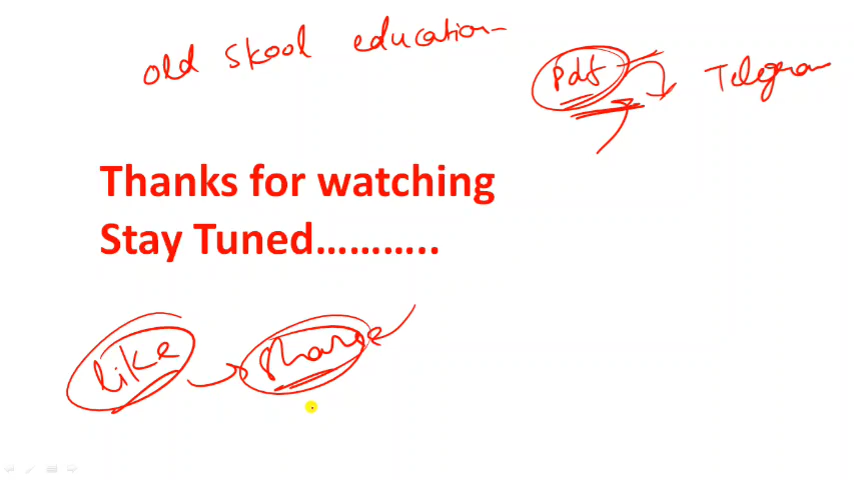 old skool education
Pdf Telegram
Thanks for watching
Stay Tuned………..
like share